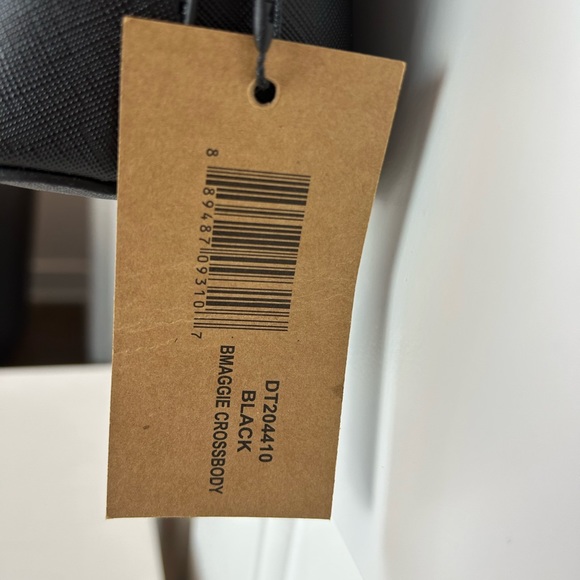 8 89487 09310 7
DT204410
BLACK
BMAGGIE CROSSBODY